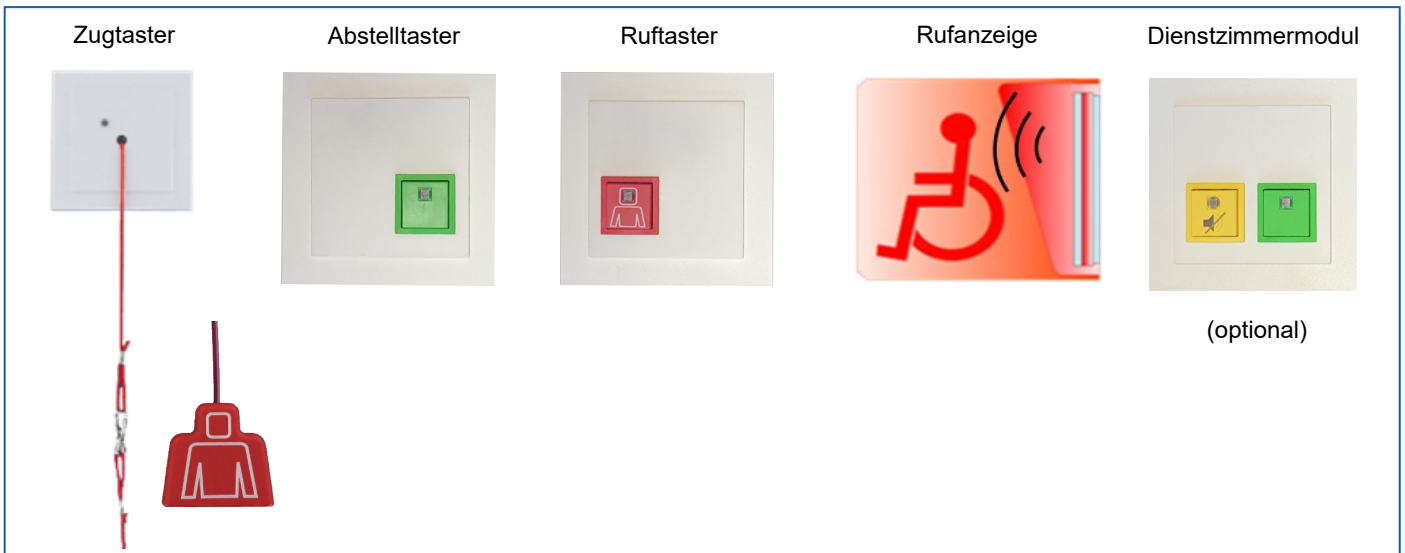 Zugtaster
Abstelltaster
Ruftaster
Rufanzeige
Dienstzimmermodul
(optional)